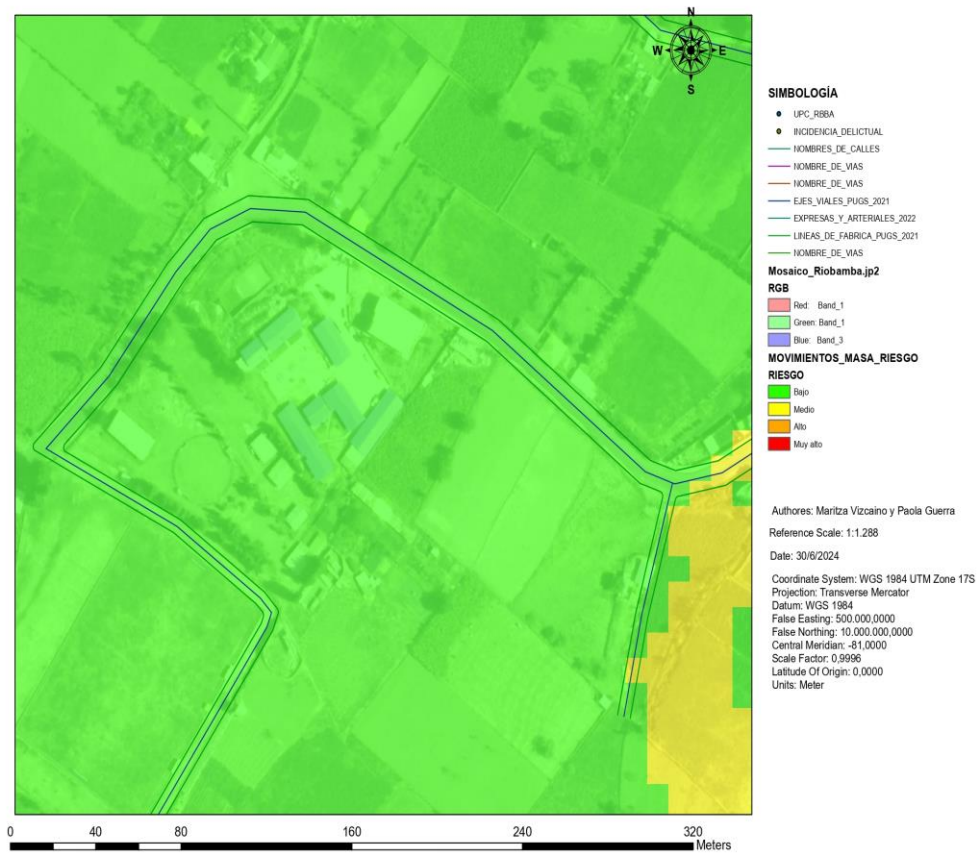 N
W E
S
SIMBOLOGÍA
UPC_RBBA
INCIDENCIA_DELICTUAL
NOMBRES_DE_CALLES
NOMBRE_DE_VIAS
NOMBRE_DE_VIAS
EJES_VIALES_PUGS_2021
EXPRESAS_Y_ARTERIALES_2022
LINEAS_DE_FABRICA_PUGS_2021
NOMBRE_DE_VIAS
Mosaico_Riobamba.jp2
RGB
Red: Band_1
Green: Band_1
Blue: Band_3
MOVIMIENTOS_MASA_RIESGO
RIESGO
Bajo
Medio
Alto
Muy alto
Authores: Maritza Vizcaino y Paola Guerra
Reference Scale: 1:1.288
Date: 30/6/2024
Coordinate System: WGS 1984 UTM Zone 17S
Projection: Transverse Mercator
Datum: WGS 1984
False Easting: 500.000,0000
False Northing: 10.000.000,0000
Central Meridian: -81,0000
Scale Factor: 0,9996
Latitude Of Origin: 0,0000
Units: Meter
0 40 80 160 240 320
Meters